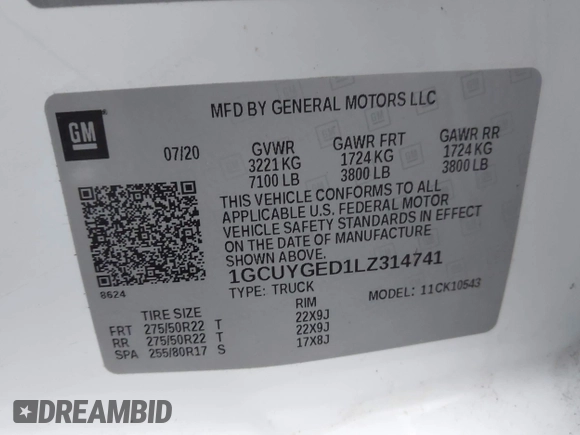 MFD BY GENERAL MOTORS LLC
GM
07/20 GVWR GAWR FRT GAWR RR
3221 KG 1724 KG 1724 KG
7100 LB 3800 LB 3800 LB
THIS VEHICLE CONFORMS TO ALL
APPLICABLE U.S. FEDERAL MOTOR
VEHICLE SAFETY STANDARDS IN EFFECT
ON THE DATE OF MANUFACTURE
SHOWN ABOVE.
1GCUYGED1LZ314741
8624
TYPE: TRUCK MODEL: 11CK10543
TIRE SIZE RIM
FRT 275/50R22 T 22X9J
RR 275/50R22 T 22X9J
SPA 255/80R17 S 17X8J
DREAMBID